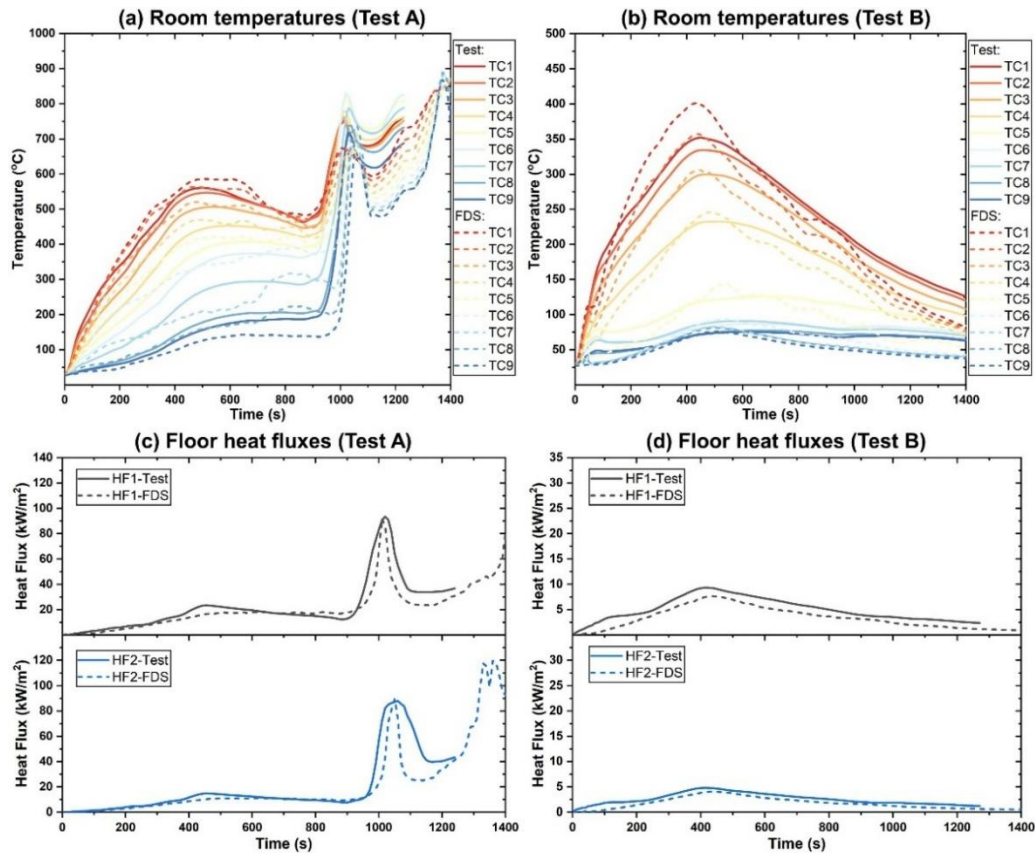 (a) Room temperatures (Test A)
1000
900
800
700
600
500
400
300
200
100
Temperature (°C)
0 200 400 600 800 1000 1200 1400
Time (s)
Test:
TC1
TC2
TC3
TC4
TC5
TC6
TC7
TC8
TC9
FDS:
TC1
TC2
TC3
TC4
TC5
TC6
TC7
TC8
TC9
(b) Room temperatures (Test B)
500
450
400
350
300
250
200
150
100
50
Temperature (°C)
0 200 400 600 800 1000 1200 1400
Time (s)
Test:
TC1
TC2
TC3
TC4
TC5
TC6
TC7
TC8
TC9
FDS:
TC1
TC2
TC3
TC4
TC5
TC6
TC7
TC8
TC9
(c) Floor heat fluxes (Test A)
140
120
100
80
60
40
20
Heat Flux (kW/m²)
HF1-Test
HF1-FDS
120
100
80
60
40
20
0
Heat Flux (kW/m²)
HF2-Test
HF2-FDS
0 200 400 600 800 1000 1200 1400
Time (s)
(d) Floor heat fluxes (Test B)
35
30
25
20
15
10
5
Heat Flux (kW/m²)
HF1-Test
HF1-FDS
30
25
20
15
10
5
0
Heat Flux (kW/m²)
HF2-Test
HF2-FDS
0 200 400 600 800 1000 1200 1400
Time (s)